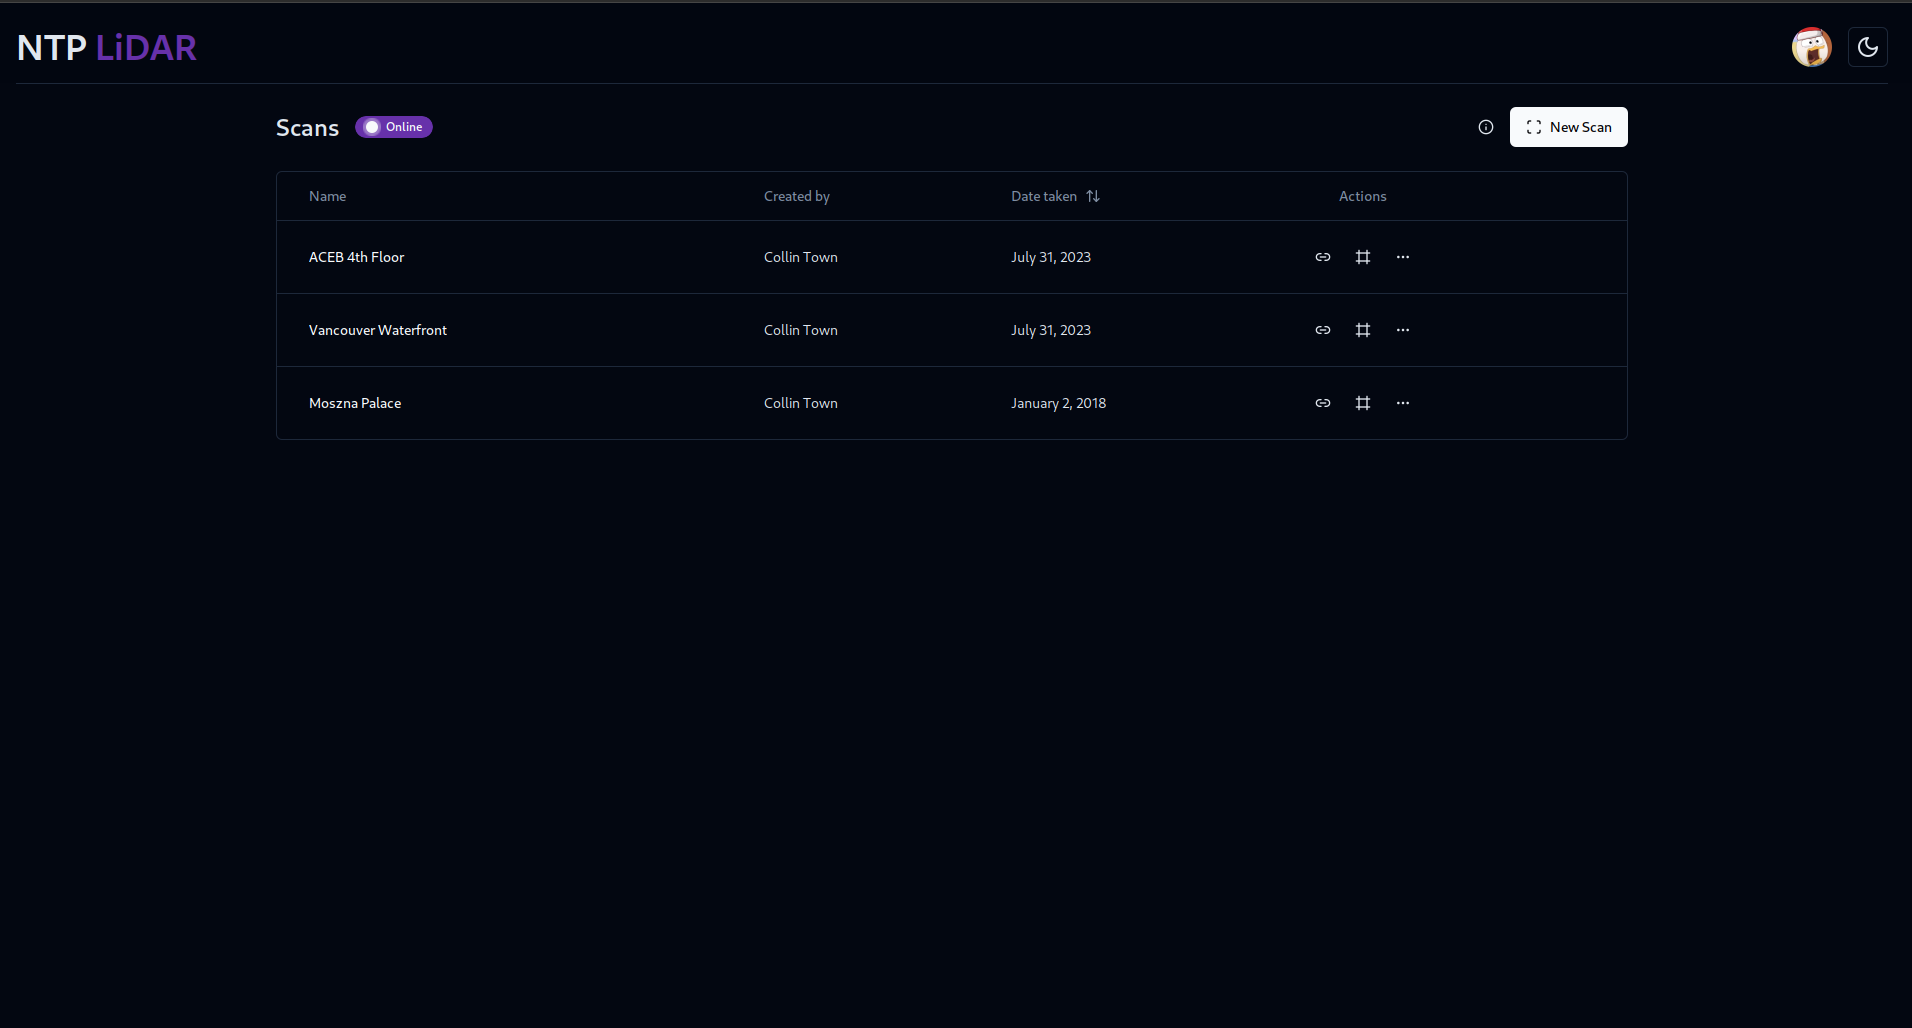 NTP LiDAR
Scans Online New Scan
Name Created by Date taken Actions
ACEB 4th Floor Collin Town July 31, 2023
Vancouver Waterfront Collin Town July 31, 2023
Moszna Palace Collin Town January 2, 2018